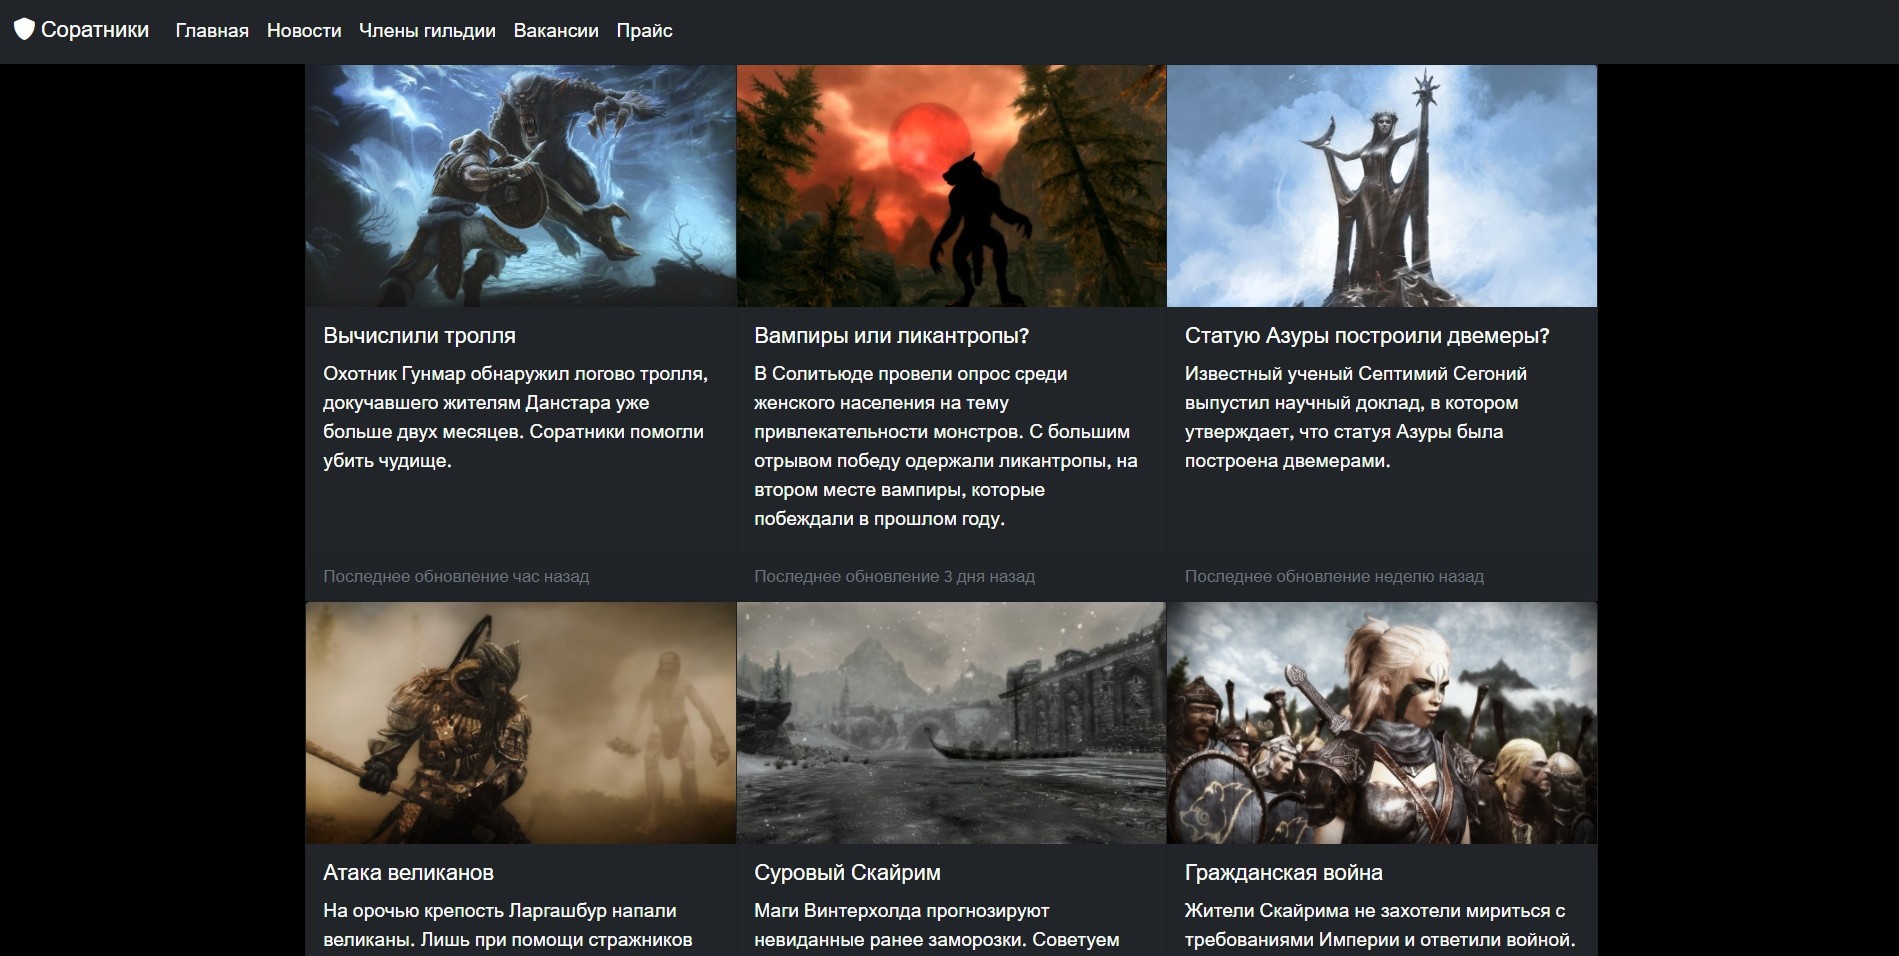 Соратники Главная Новости Члены гильдии Вакансии Прайс
Вычислили тролля
Охотник Гунмар обнаружил логово тролля,
докучавшего жителям Данстара уже
больше двух месяцев. Соратники помогли
убить чудище.
Последнее обновление час назад
Вампиры или ликантропы?
В Солитьюде провели опрос среди
женского населения на тему
привлекательности монстров. С большим
отрывом победу одержали ликантропы, на
втором месте вампиры, которые
побеждали в прошлом году.
Последнее обновление 3 дня назад
Статую Азуры построили двемеры?
Известный ученый Септимий Сегоний
выпустил научный доклад, в котором
утверждает, что статуя Азуры была
построена двемерами.
Последнее обновление неделю назад
Атака великанов
На орочью крепость Ларгашбур напали
великаны. Лишь при помощи стражников
Суровый Скайрим
Маги Винтерхолда прогнозируют
невиданные ранее заморозки. Советуем
Гражданская война
Жители Скайрима не захотели мириться с
требованиями Империи и ответили войной.